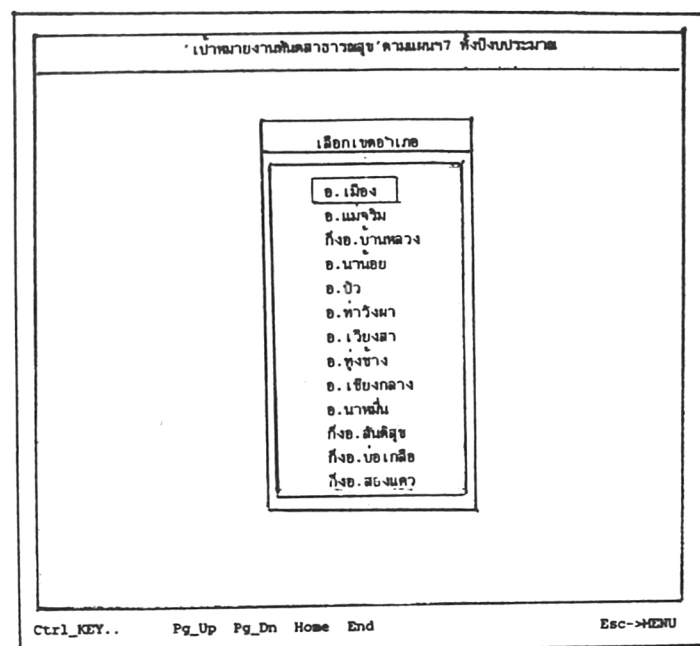 'เป้าหมายงานทันตสาธารณสุข'ตามแผนฯ7 ทั้งปีงบประมาณ
เลือกเขตอำเภอ
อ.เมือง
อ.แม่จริม
กิ่งอ.บ้านหลวง
อ.นาน้อย
อ.ปัว
อ.ท่าวังผา
อ.เวียงสา
อ.ทุ่งช้าง
อ.เชียงกลาง
อ.นาหมื่น
กิ่งอ.สันติสุข
กิ่งอ.บ่อเกลือ
กิ่งอ.สองแคว
Ctrl_KEY.. Pg_Up Pg_Dn Home End Esc->MENU